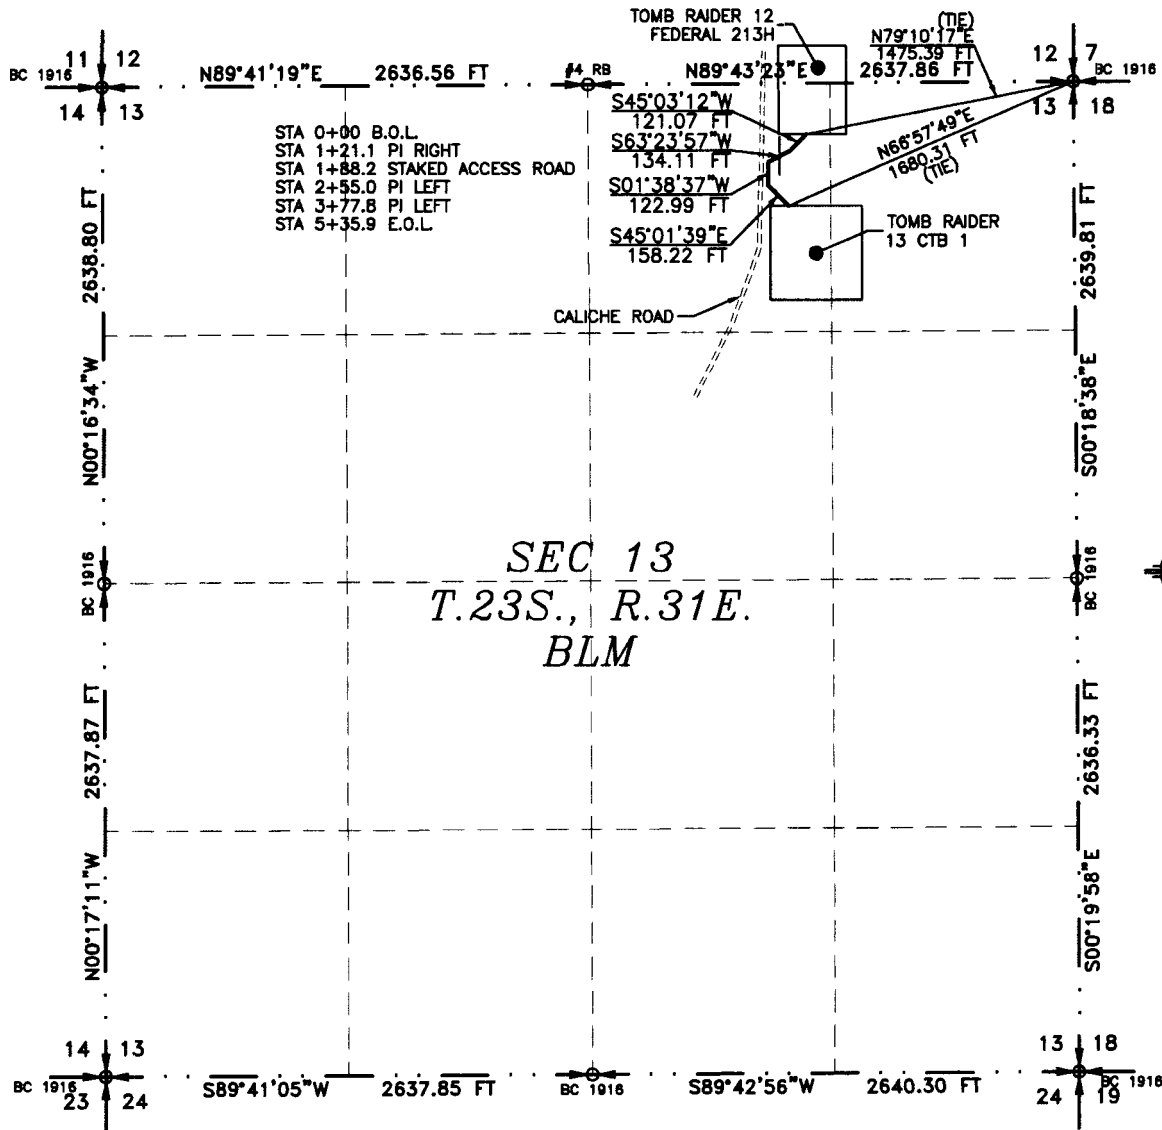 TOMB RAIDER 12
FEDERAL 213H
(TIE)
N79°10'17"E
1475.39 FT
11 12
BC 1916
14 13
N89°41'19"E 2636.56 FT
#4 RB
N89°43'23"E 2637.86 FT
12 7
BC 1916
13 18
S45°03'12"W
121.07 FT
S63°23'57"W
134.11 FT
S01°38'37"W
122.99 FT
S45°01'39"E
158.22 FT
N66°57'49"E
1680.31 FT
(TIE)
STA 0+00 B.O.L.
STA 1+21.1 PI RIGHT
STA 1+88.2 STAKED ACCESS ROAD
STA 2+55.0 PI LEFT
STA 3+77.8 PI LEFT
STA 5+35.9 E.O.L.
TOMB RAIDER
13 CTB 1
CALICHE ROAD
N00°16'34"W 2638.80 FT
S00°18'38"E 2639.81 FT
BC 1916
BC 1916
SEC 13
T.23S., R.31E.
BLM
N00°17'11"W 2637.87 FT
S00°19'58"E 2636.33 FT
14 13
BC 1916
23 24
S89°41'05"W 2637.85 FT
BC 1916
S89°42'56"W 2640.30 FT
13 18
BC 1916
24 19